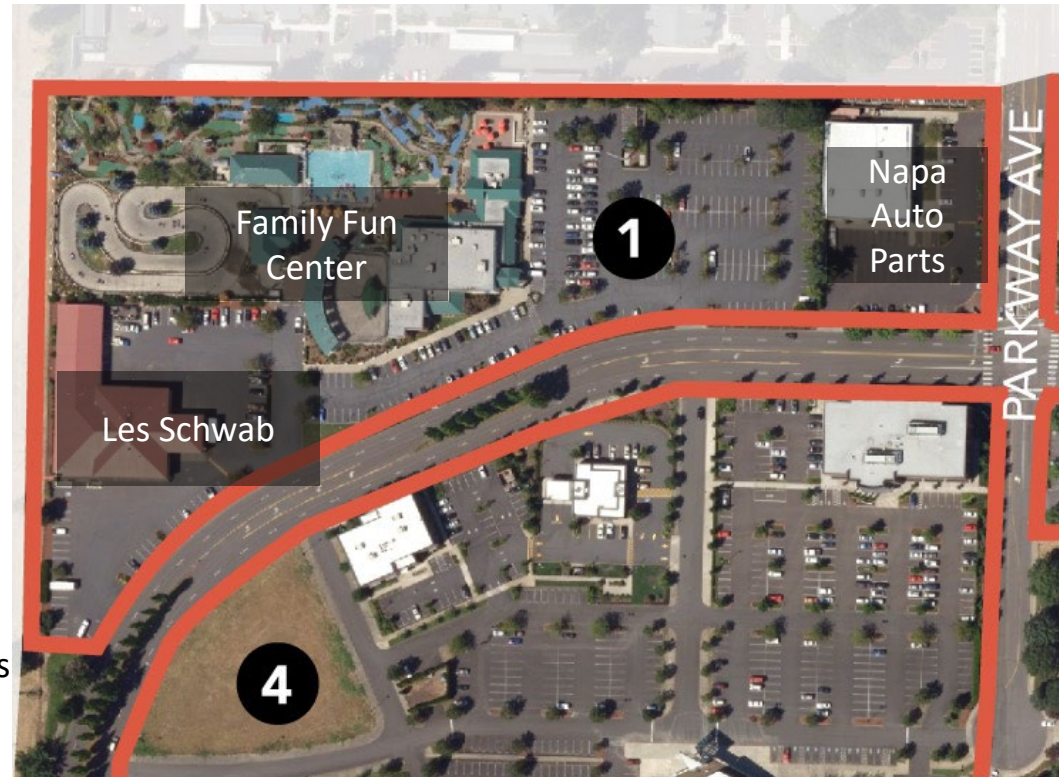 PARKWAY AVE
Napa
Auto
Parts
Family Fun
Center
1
Les Schwab
s
4